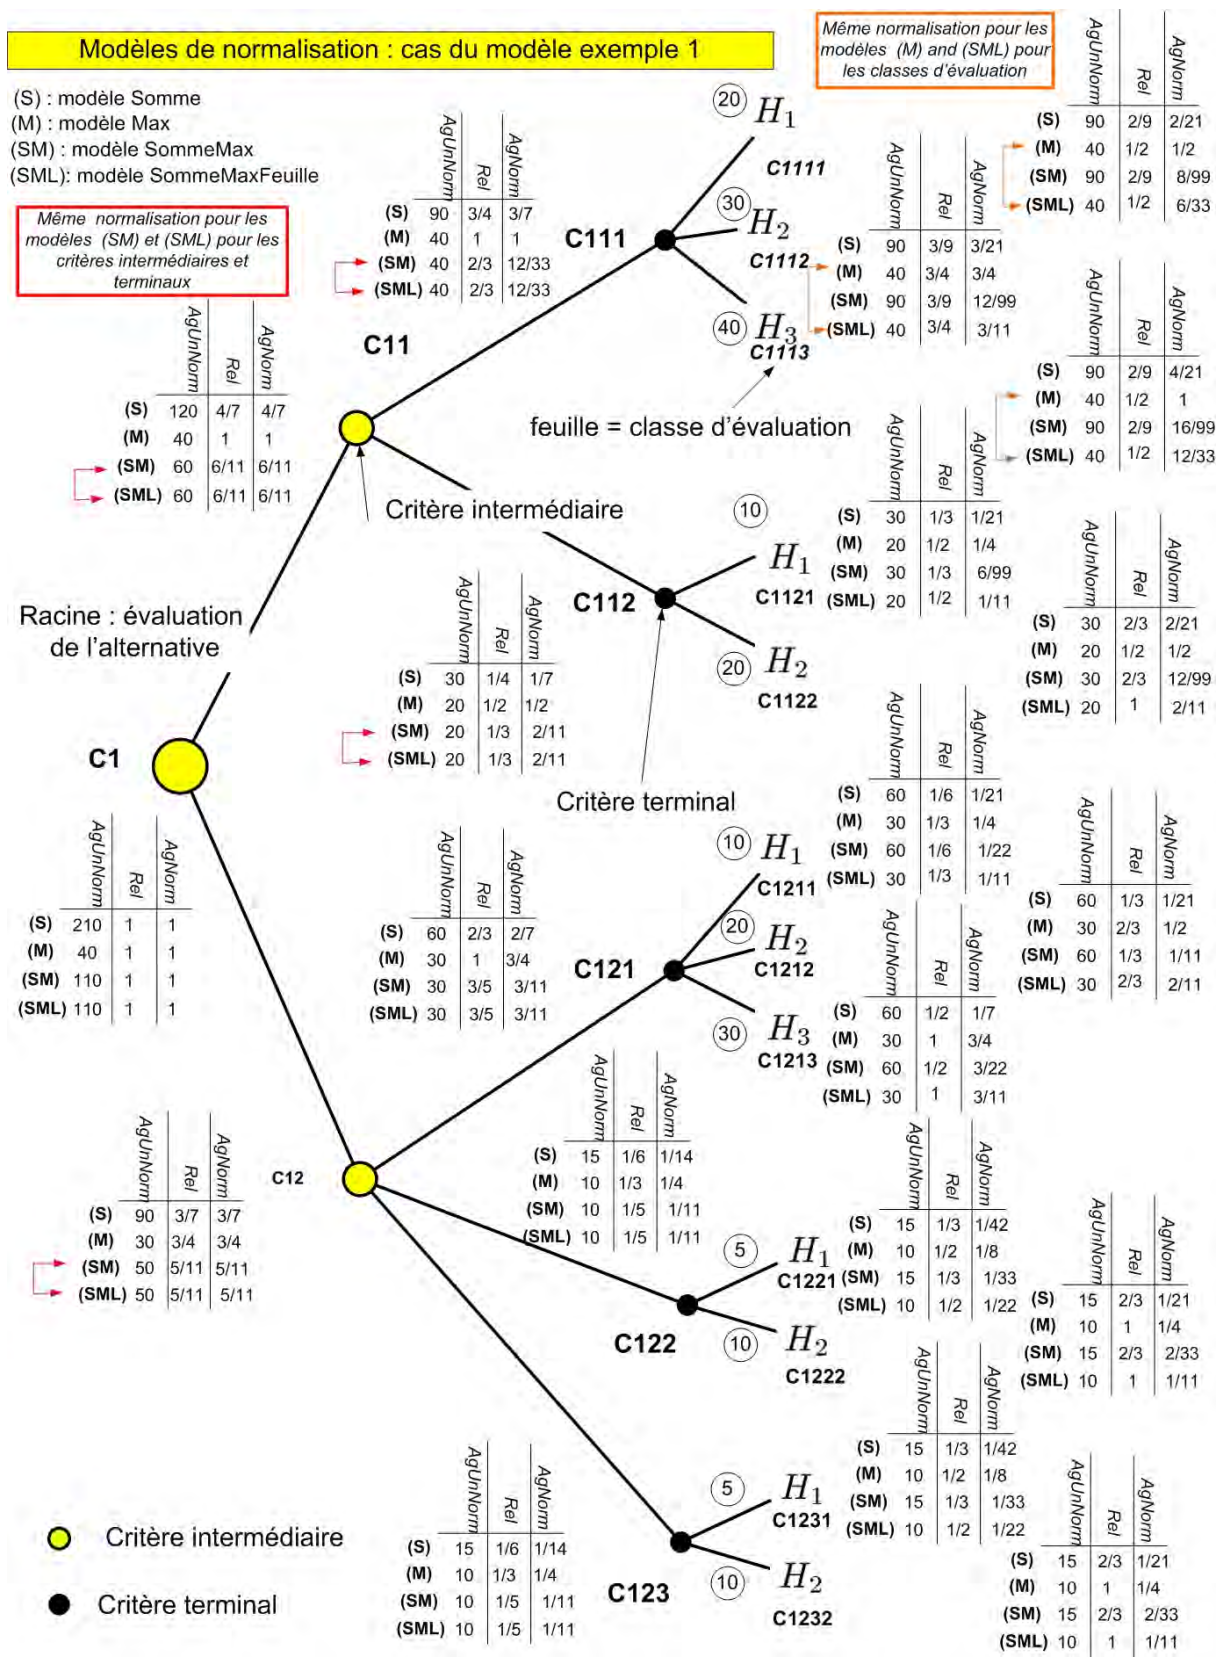 Modèles de normalisation : cas du modèle exemple 1
(S) : modèle Somme
(M) : modèle Max
(SM) : modèle SommeMax
(SML): modèle SommeMaxFeuille
Même normalisation pour les
modèles (SM) et (SML) pour les
critères intermédiaires et
terminaux
Même normalisation pour les
modèles (M) and (SML) pour
les classes d'évaluation
AgUnNorm Rel AgNorm
(S) 90 2/9 2/21
(M) 40 1/2 1/2
(SM) 90 2/9 8/99
(SML) 40 1/2 6/33
AgUnNorm Rel AgNorm
(S) 90 3/4 3/7
(M) 40 1 1
(SM) 40 2/3 12/33
(SML) 40 2/3 12/33
C111
20 H1
C1111
30 H2
C1112
40 H3
C1113
AgUnNorm Rel AgNorm
(S) 90 3/9 3/21
(M) 40 3/4 3/4
(SM) 90 3/9 12/99
(SML) 40 3/4 3/11
AgUnNorm Rel AgNorm
(S) 90 2/9 4/21
(M) 40 1/2 1
(SM) 90 2/9 16/99
(SML) 40 1/2 12/33
C11
AgUnNorm Rel AgNorm
(S) 120 4/7 4/7
(M) 40 1 1
(SM) 60 6/11 6/11
(SML) 60 6/11 6/11
feuille = classe d'évaluation
Critère intermédiaire
AgUnNorm Rel AgNorm
(S) 30 1/3 1/21
(M) 20 1/2 1/4
(SM) 30 1/3 6/99
(SML) 20 1/2 1/11
C112
10 H1
C1121
20 H2
C1122
AgUnNorm Rel AgNorm
(S) 30 2/3 2/21
(M) 20 1/2 1/2
(SM) 30 2/3 12/99
(SML) 20 1 2/11
Racine : évaluation
de l'alternative
AgUnNorm Rel AgNorm
(S) 30 1/4 1/7
(M) 20 1/2 1/2
(SM) 20 1/3 2/11
(SML) 20 1/3 2/11
C1
Critère terminal
AgUnNorm Rel AgNorm
(S) 60 1/6 1/21
(M) 30 1/3 1/4
(SM) 60 1/6 1/22
(SML) 30 1/3 1/11
AgUnNorm Rel AgNorm
(S) 210 1 1
(M) 40 1 1
(SM) 110 1 1
(SML) 110 1 1
AgUnNorm Rel AgNorm
(S) 60 2/3 2/7
(M) 30 1 3/4
(SM) 30 3/5 3/11
(SML) 30 3/5 3/11
C121
10 H1
C1211
20 H2
C1212
30 H3
C1213
AgUnNorm Rel AgNorm
(S) 60 1/3 1/21
(M) 30 2/3 1/2
(SM) 60 1/3 1/11
(SML) 30 2/3 2/11
AgUnNorm Rel AgNorm
(S) 60 1/2 1/7
(M) 30 1 3/4
(SM) 60 1/2 3/22
(SML) 30 1 3/11
C12
AgUnNorm Rel AgNorm
(S) 90 3/7 3/7
(M) 30 3/4 3/4
(SM) 50 5/11 5/11
(SML) 50 5/11 5/11
AgUnNorm Rel AgNorm
(S) 15 1/6 1/14
(M) 10 1/3 1/4
(SM) 10 1/5 1/11
(SML) 10 1/5 1/11
C122
5 H1
C1221
10 H2
C1222
AgUnNorm Rel AgNorm
(S) 15 1/3 1/42
(M) 10 1/2 1/8
(SM) 15 1/3 1/33
(SML) 10 1/2 1/22
AgUnNorm Rel AgNorm
(S) 15 2/3 1/21
(M) 10 1 1/4
(SM) 15 2/3 2/33
(SML) 10 1 1/11
AgUnNorm Rel AgNorm
(S) 15 1/3 1/42
(M) 10 1/2 1/8
(SM) 15 1/3 1/33
(SML) 10 1/2 1/22
C123
5 H1
C1231
10 H2
C1232
AgUnNorm Rel AgNorm
(S) 15 1/6 1/14
(M) 10 1/3 1/4
(SM) 10 1/5 1/11
(SML) 10 1/5 1/11
AgUnNorm Rel AgNorm
(S) 15 2/3 1/21
(M) 10 1 1/4
(SM) 15 2/3 2/33
(SML) 10 1 1/11
Critère intermédiaire
Critère terminal